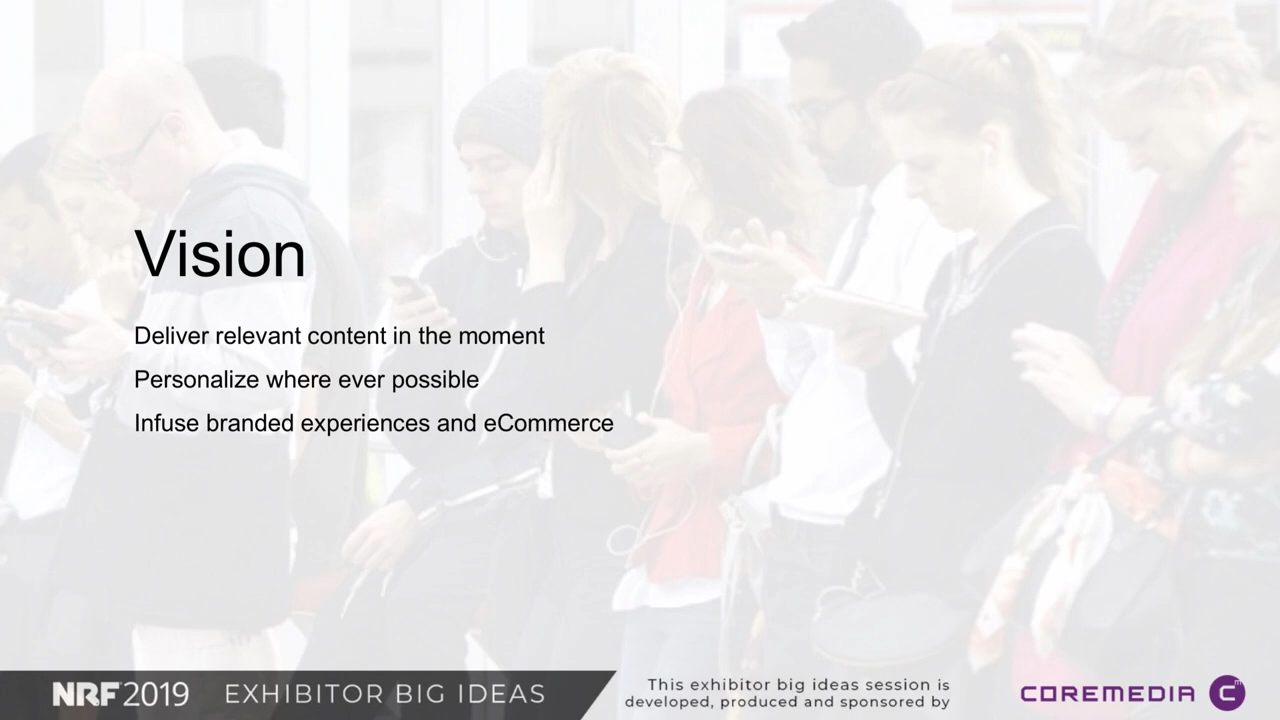 Vision
Deliver relevant content in the moment
Personalize where ever possible
Infuse branded experiences and eCommerce
NRF 2019 EXHIBITOR BIG IDEAS
This exhibitor big ideas session is
developed, produced and sponsored by
COREMEDIA Cm